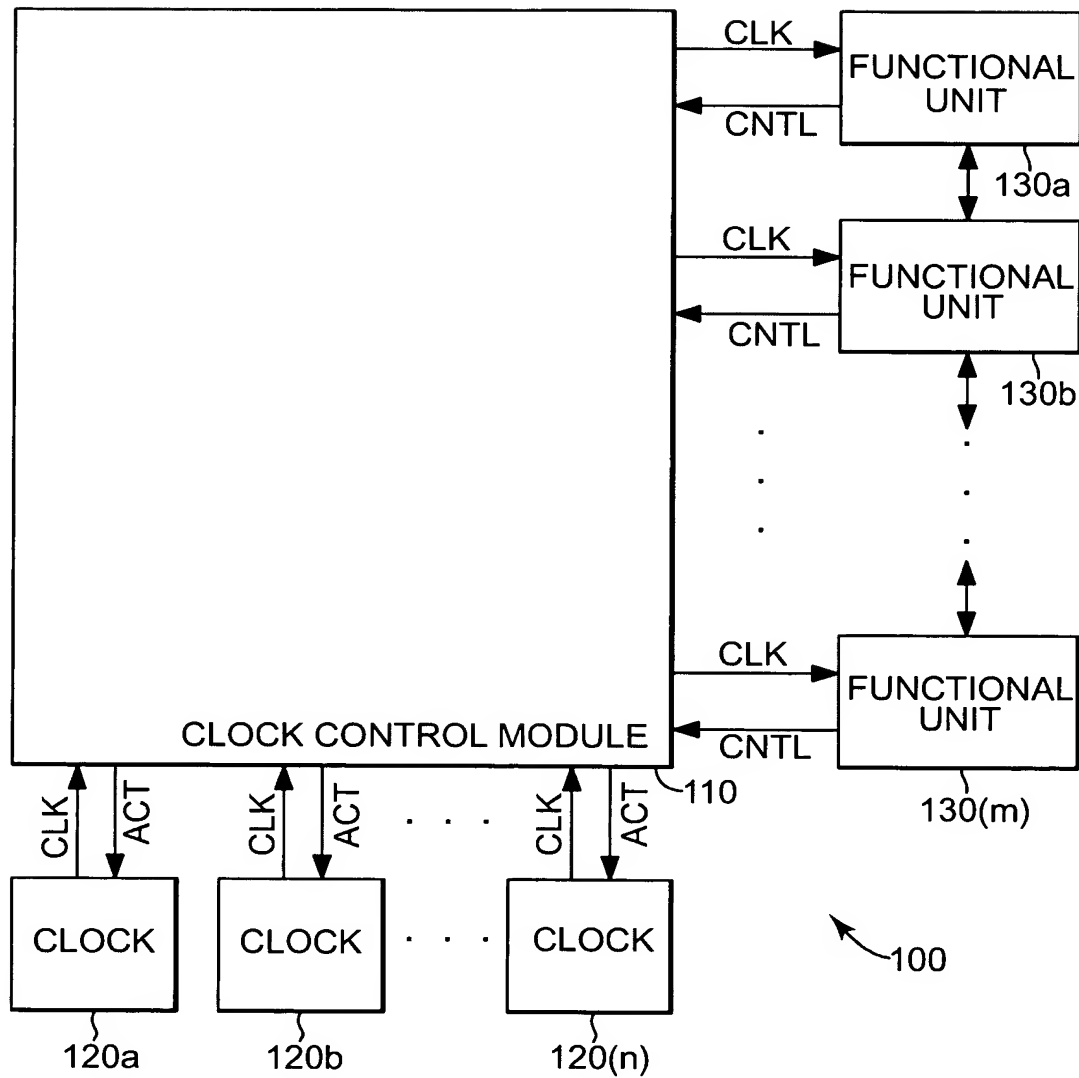 CLK
FUNCTIONAL
UNIT
CNTL
130a
CLK
FUNCTIONAL
UNIT
CNTL
130b
. . .
. . .
CLK
FUNCTIONAL
UNIT
CNTL
130(m)
CLOCK CONTROL MODULE
110
CLK
ACT
CLK
ACT
. . .
CLK
ACT
CLOCK
CLOCK
. . .
CLOCK
100
120a
120b
120(n)